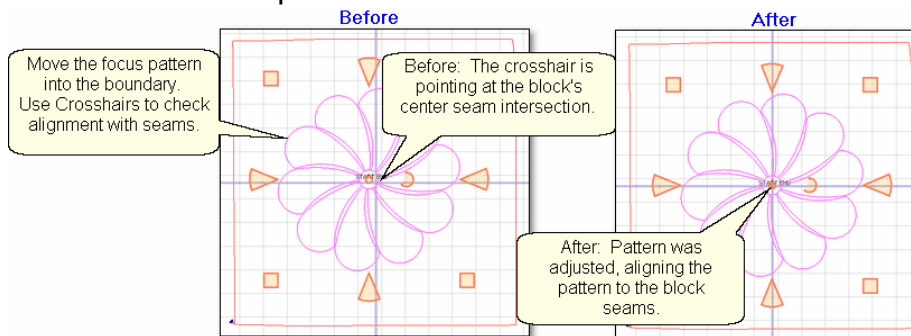 Before
After
Move the focus pattern
into the boundary.
Use Crosshairs to check
alignment with seams.
Before: The crosshair is
pointing at the block's
center seam intersection.
After: Pattern was
adjusted, aligning the
pattern to the block
seams.